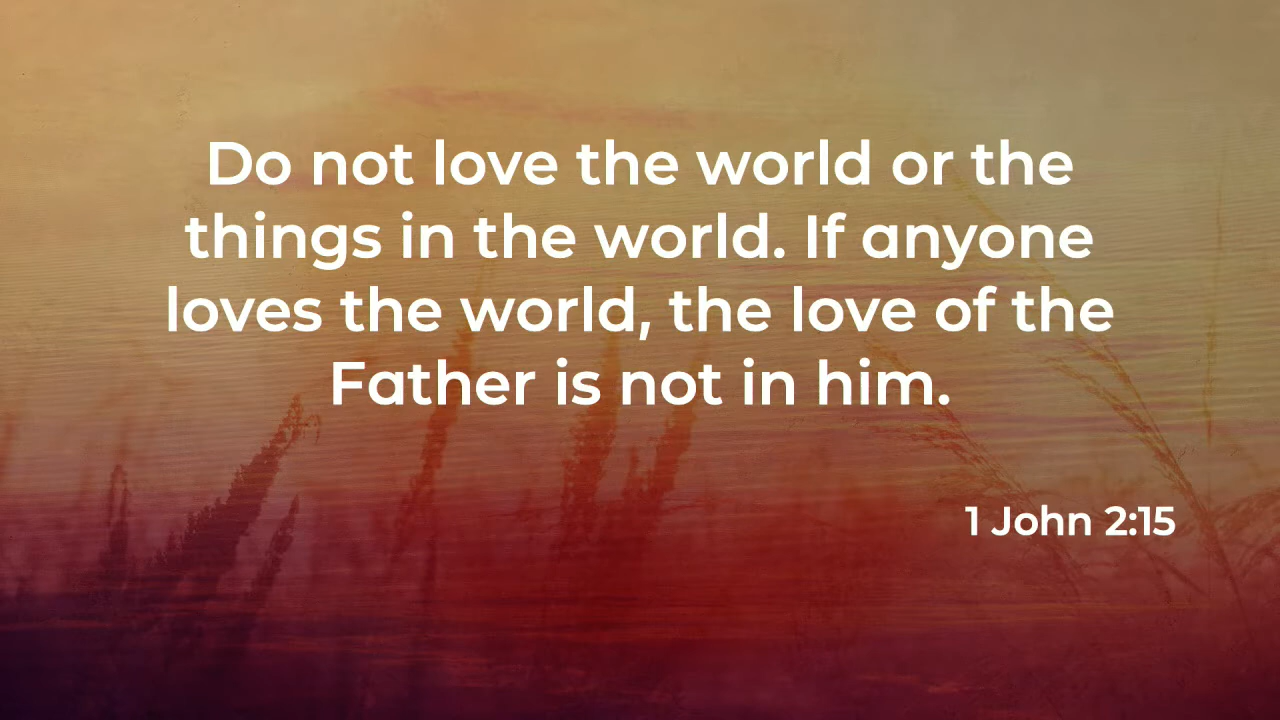 Do not love the world or the
things in the world. If anyone
loves the world, the love of the
Father is not in him.
1 John 2:15